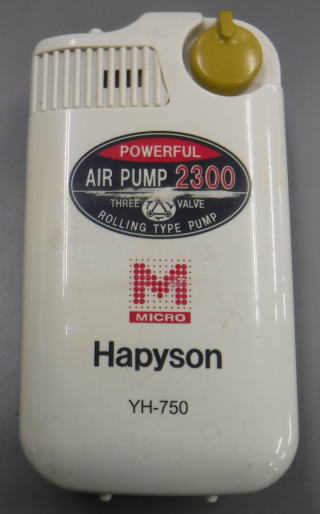 POWERFUL
AIR PUMP 2300
THREE VALVE
ROLLING TYPE PUMP
M
MICRO
Hapyson
YH-750